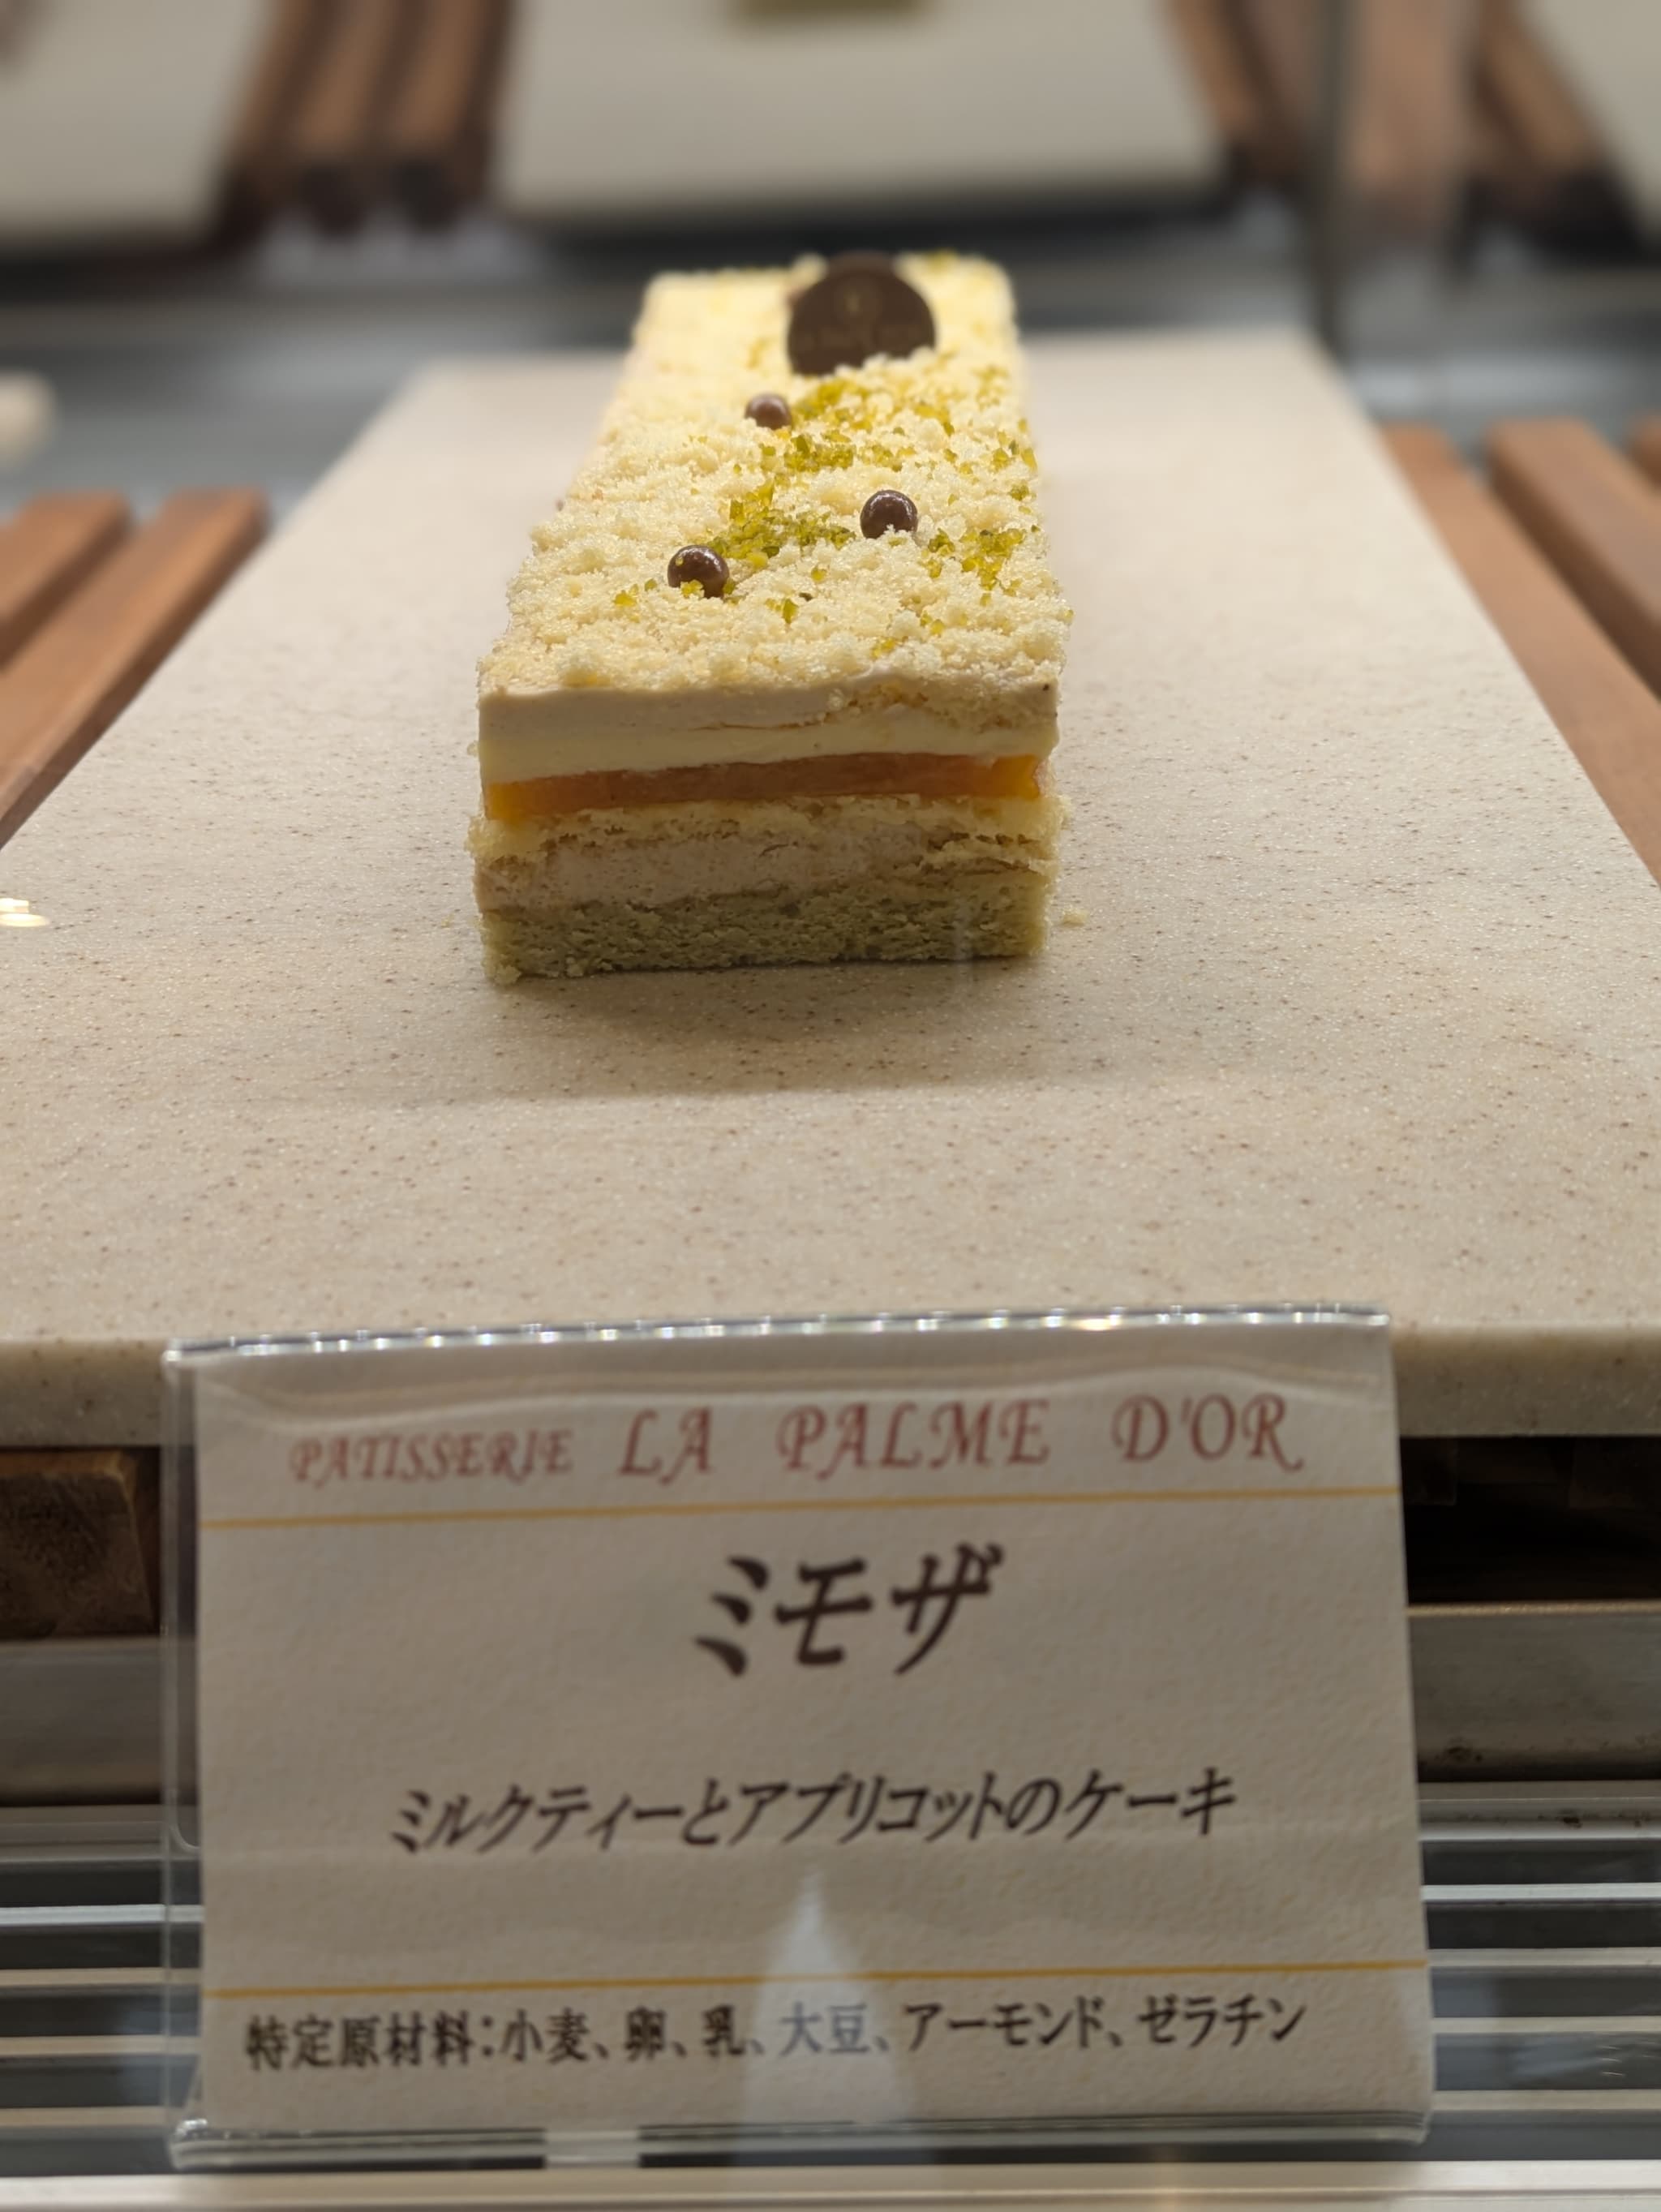 PATISSERIE LA PALME D'OR
ミモザ
ミルクティーとアプリコットのケーキ
特定原材料:小麦、卵、乳、大豆、アーモンド、ゼラチン